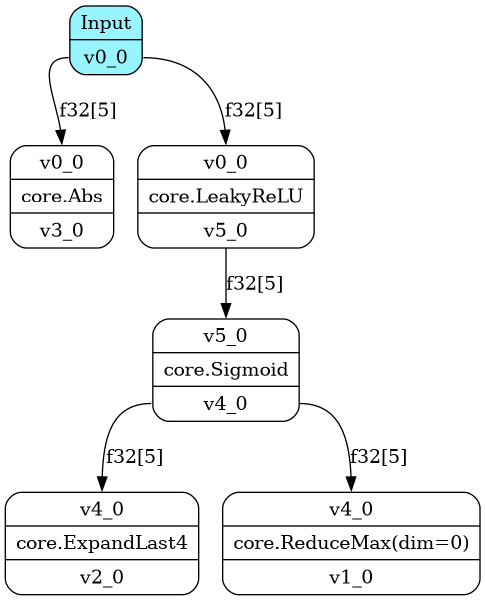 Input
v0_0
f32[5]
f32[5]
v0_0
core.Abs
v3_0
v0_0
core.LeakyReLU
v5_0
f32[5]
v5_0
core.Sigmoid
v4_0
f32[5]
f32[5]
v4_0
core.ExpandLast4
v2_0
v4_0
core.ReduceMax(dim=0)
v1_0